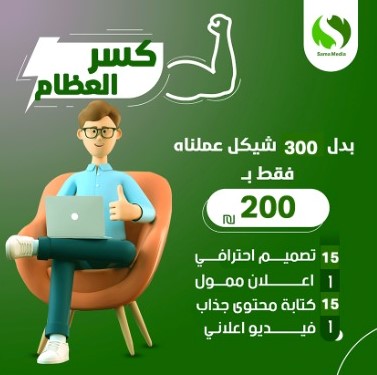 SamaMedia
كسر
العظام
بدل 300 شيكل عملناه
فقط بـ
200 ₪
15 تصميم احترافي
1 اعلان ممول
15 كتابة محتوى جذاب
1 فيديو اعلاني